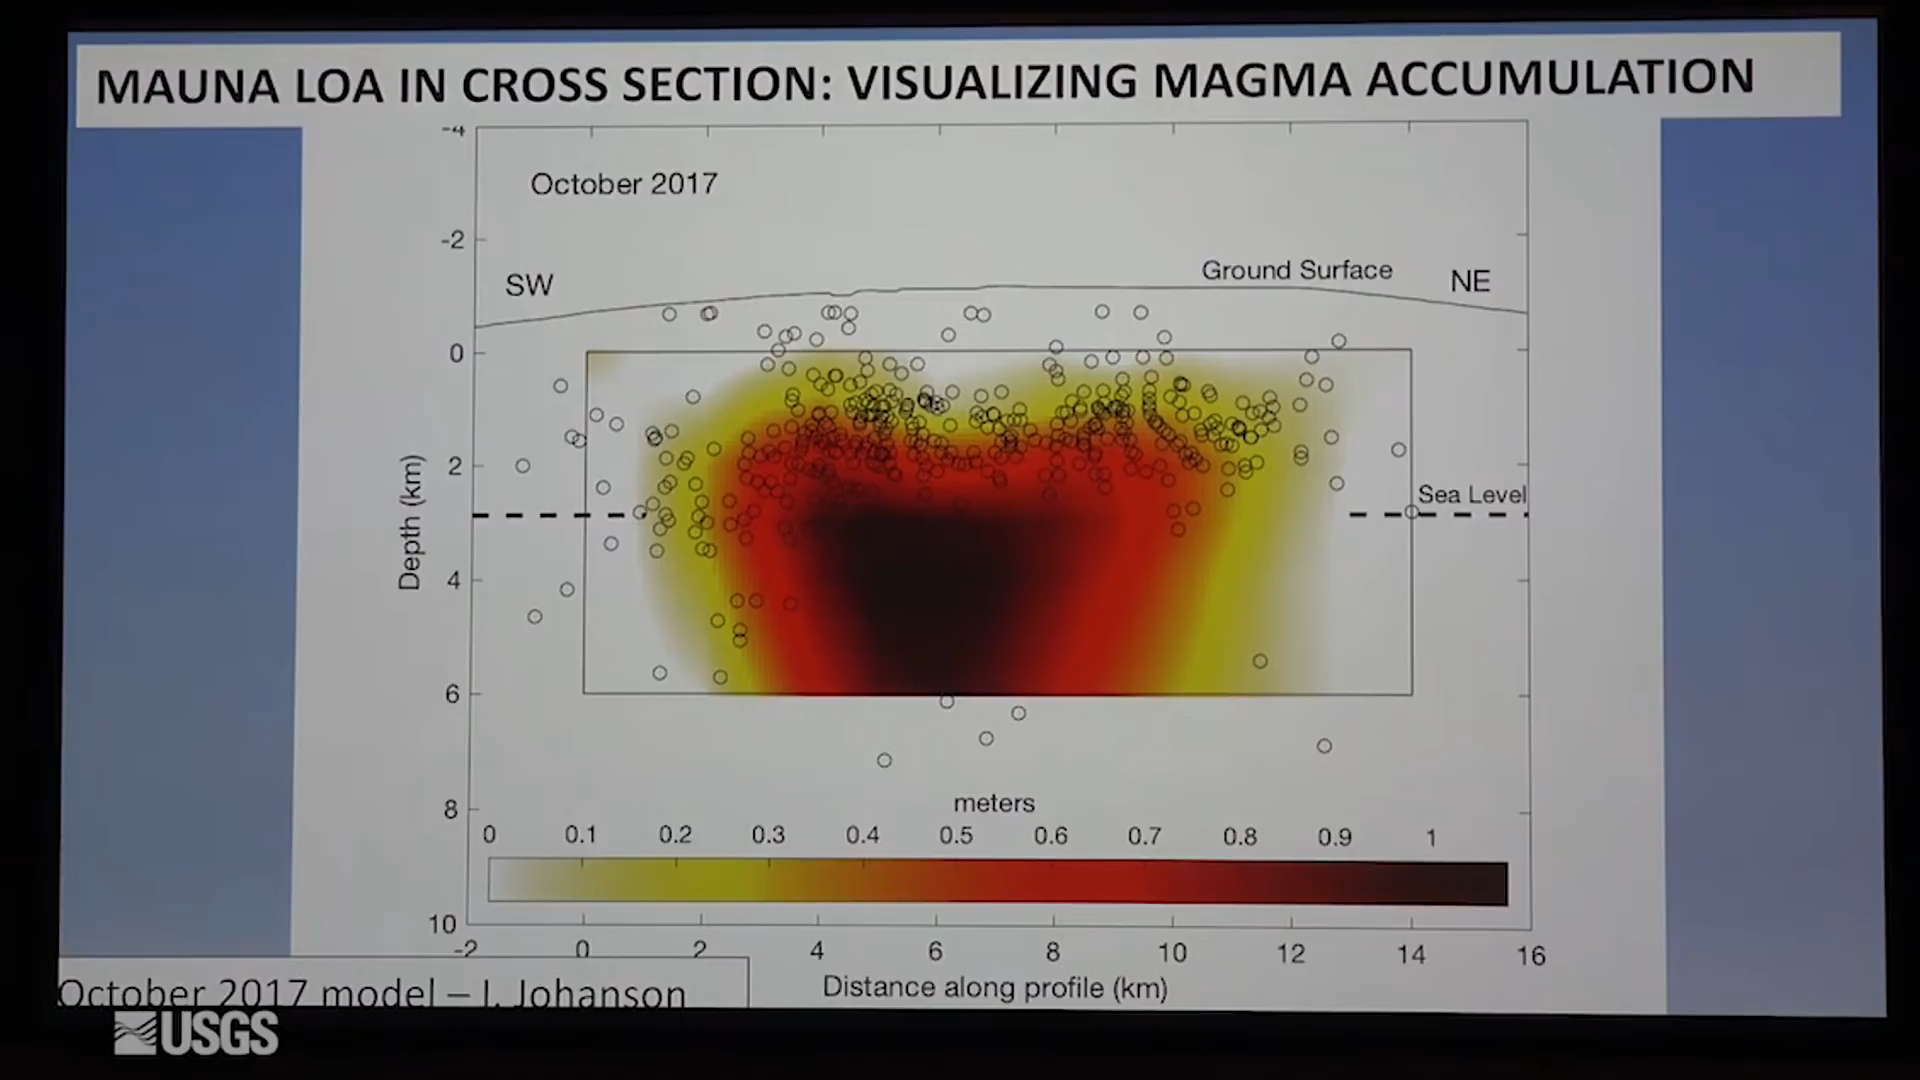 MAUNA LOA IN CROSS SECTION: VISUALIZING MAGMA ACCUMULATION
-4
October 2017
-2
Ground Surface
SW
NE
0
2
Sea Level
Depth (km)
4
6
8
meters
0 0.1 0.2 0.3 0.4 0.5 0.6 0.7 0.8 0.9 1
10
-2 0 2 4 6 8 10 12 14 16
Distance along profile (km)
October 2017 model – I. Johanson
USGS